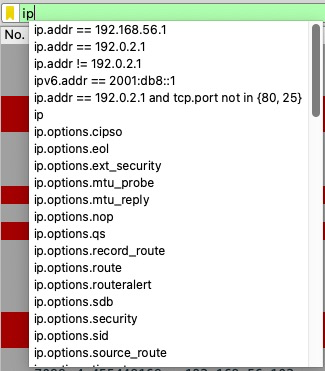 ip
No.
ip.addr == 192.168.56.1
ip.addr == 192.0.2.1
ip.addr != 192.0.2.1
ipv6.addr == 2001:db8::1
ip.addr == 192.0.2.1 and tcp.port not in {80, 25}
ip
ip.options.cipso
ip.options.eol
ip.options.ext_security
ip.options.mtu_probe
ip.options.mtu_reply
ip.options.nop
ip.options.qs
ip.options.record_route
ip.options.route
ip.options.routeralert
ip.options.sdb
ip.options.security
ip.options.sid
ip.options.source_route